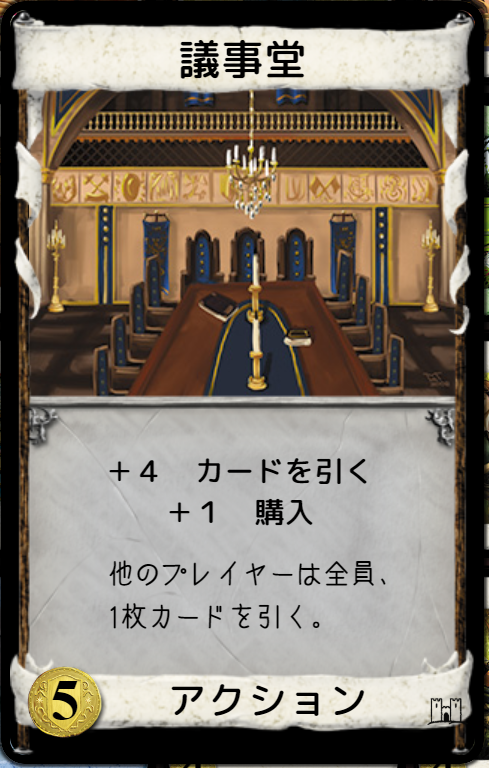 議事堂
＋４　カードを引く
＋１　購入
他のプレイヤーは全員、
1枚カードを引く。
5
アクション